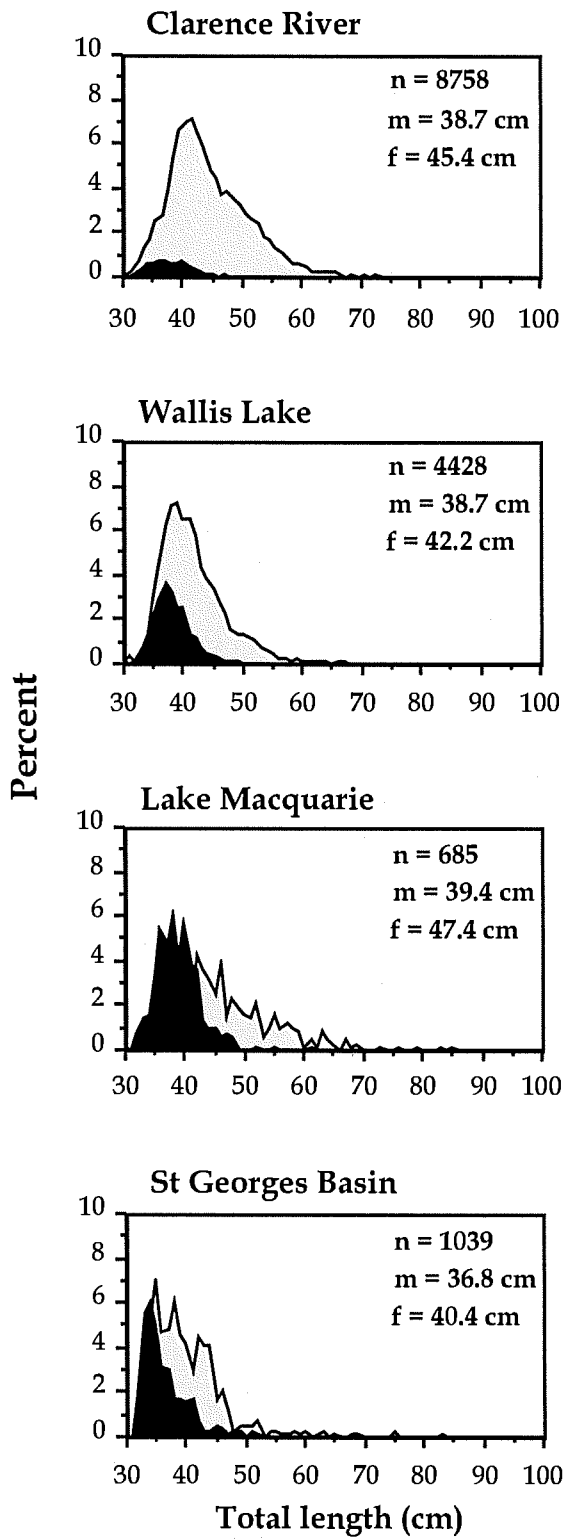 Clarence River
10
8
6
4
2
0
n = 8758
m = 38.7 cm
f = 45.4 cm
30 40 50 60 70 80 90 100
Wallis Lake
10
8
6
4
2
0
n = 4428
m = 38.7 cm
f = 42.2 cm
30 40 50 60 70 80 90 100
Percent
Lake Macquarie
10
8
6
4
2
0
n = 685
m = 39.4 cm
f = 47.4 cm
30 40 50 60 70 80 90 100
St Georges Basin
10
8
6
4
2
0
n = 1039
m = 36.8 cm
f = 40.4 cm
30 40 50 60 70 80 90 100
Total length (cm)